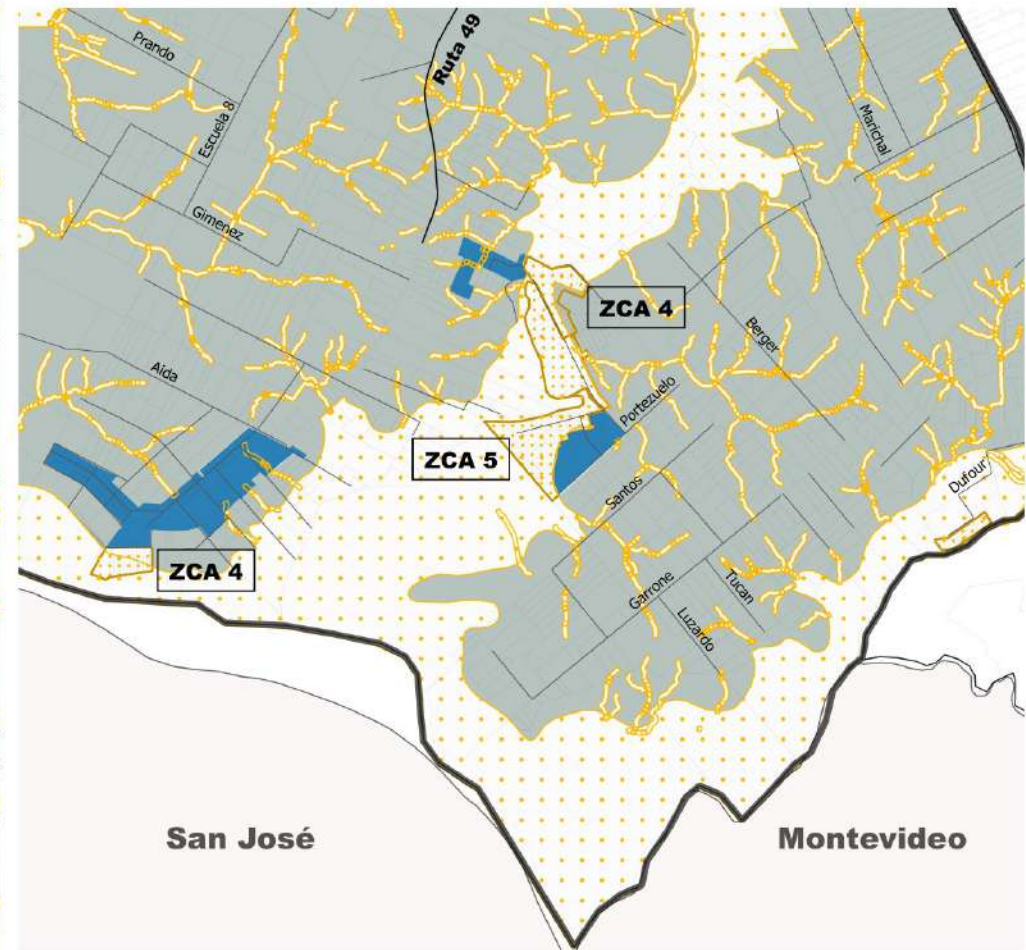 Prando
Ruta 49
Escuela 8
Marichal
Gimenez
ZCA 4
Berger
Aida
Portezuelo
ZCA 5
Dufour
Santos
ZCA 4
Garrone
Tucan
Luzardo
San José
Montevideo